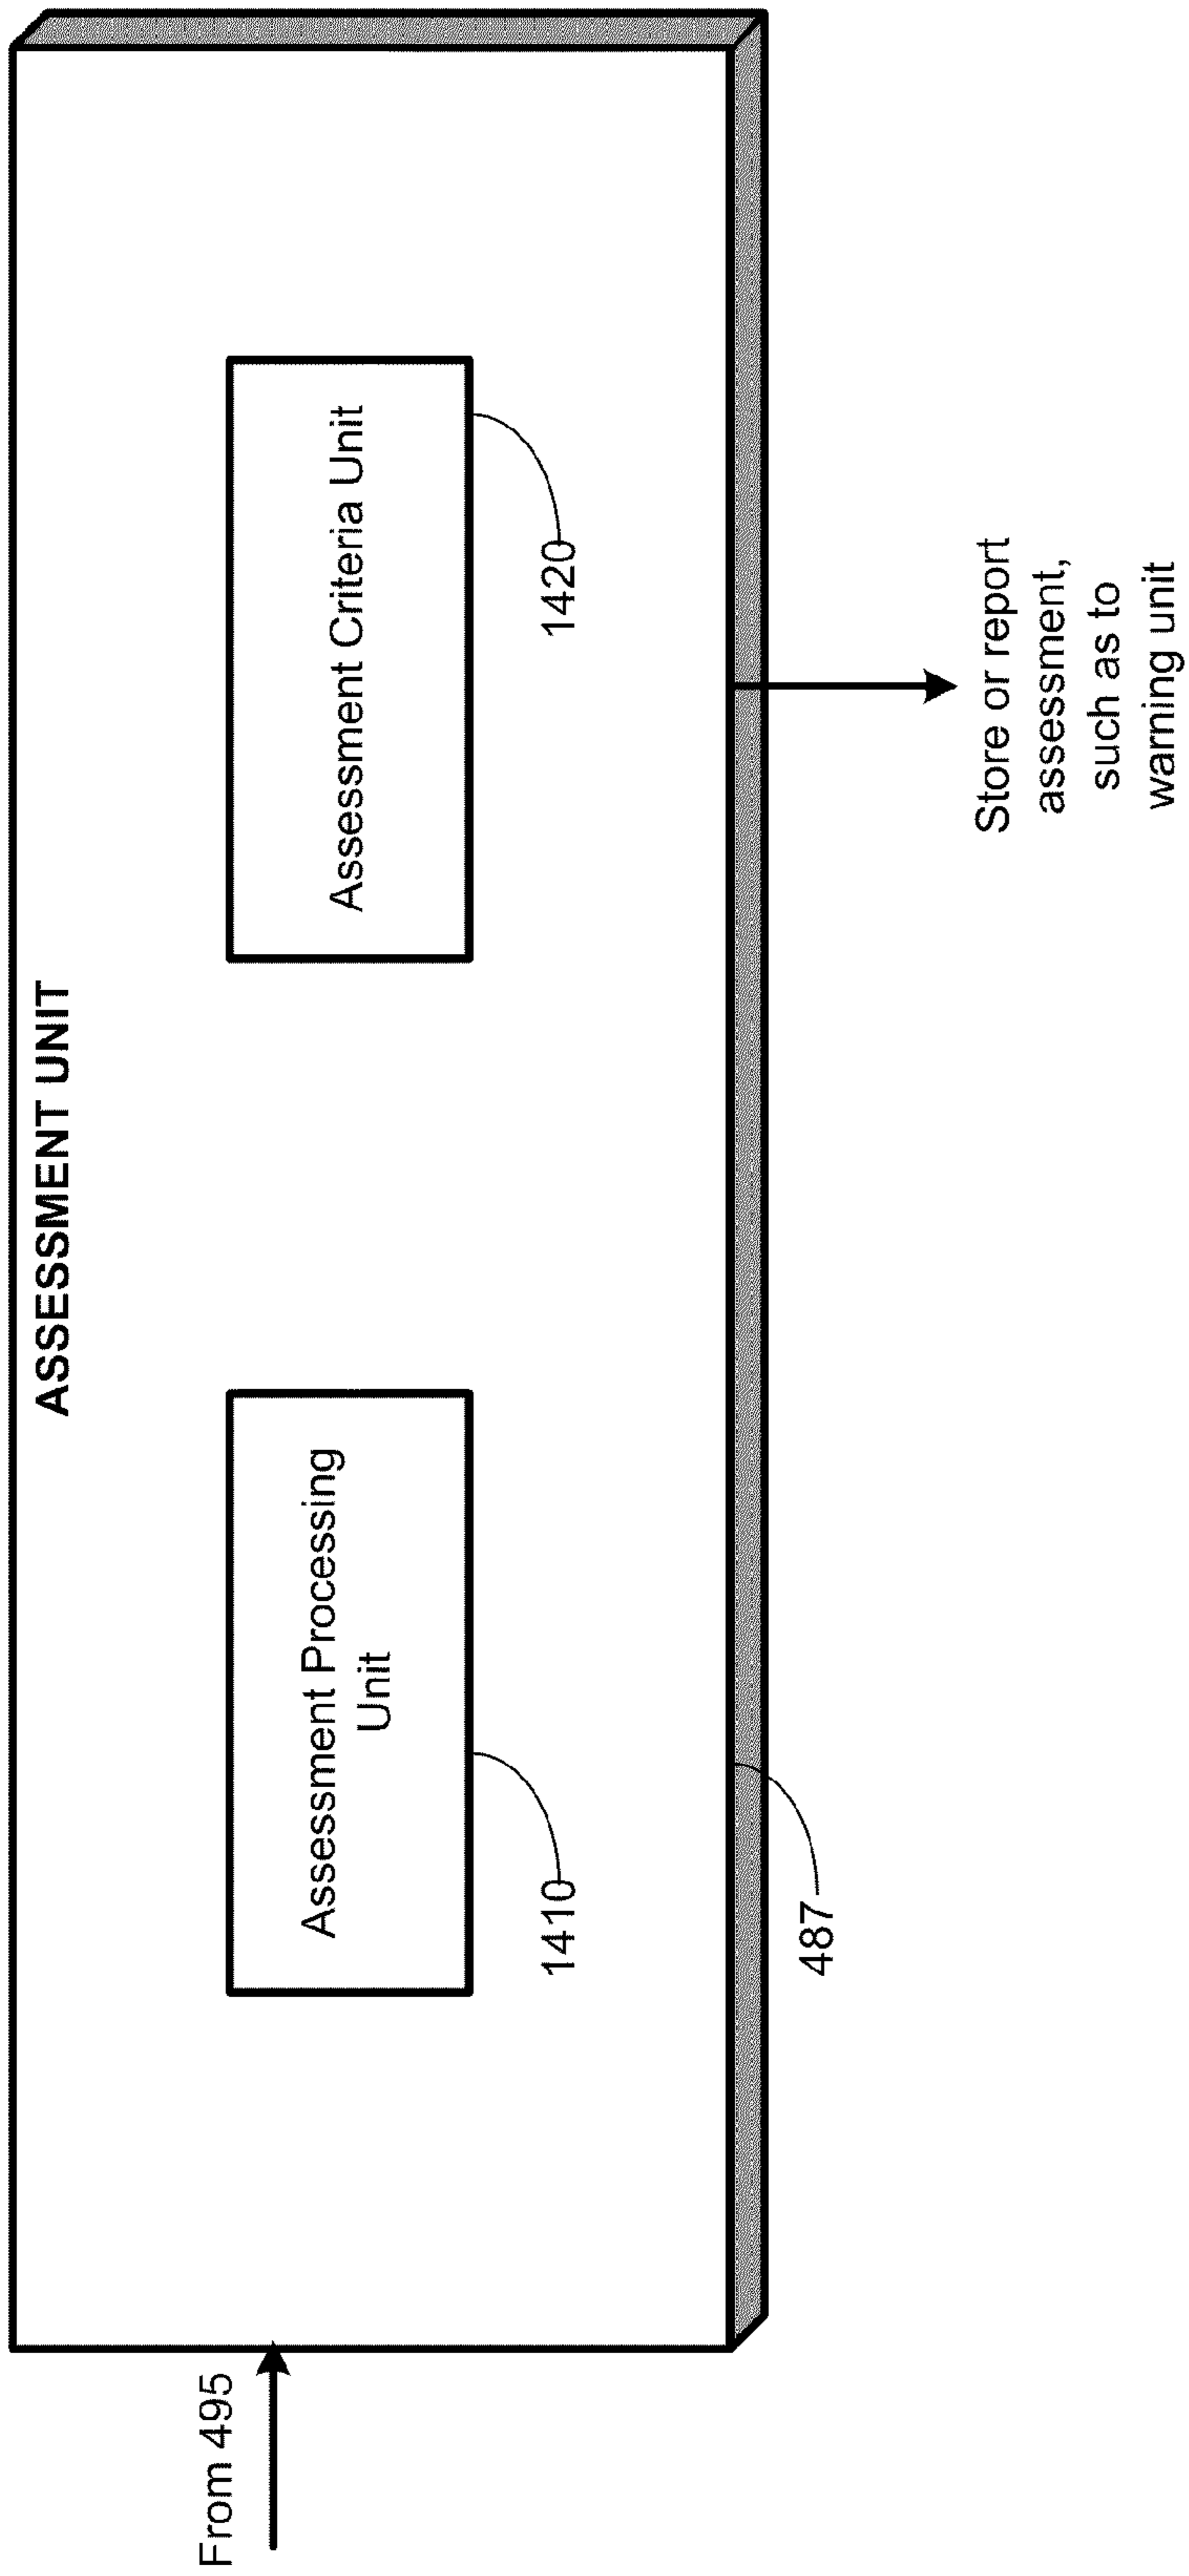 ASSESSMENT UNIT
From 495
Assessment Processing
Unit
1410
Assessment Criteria Unit
1420
487
Store or report
assessment,
such as to
warning unit